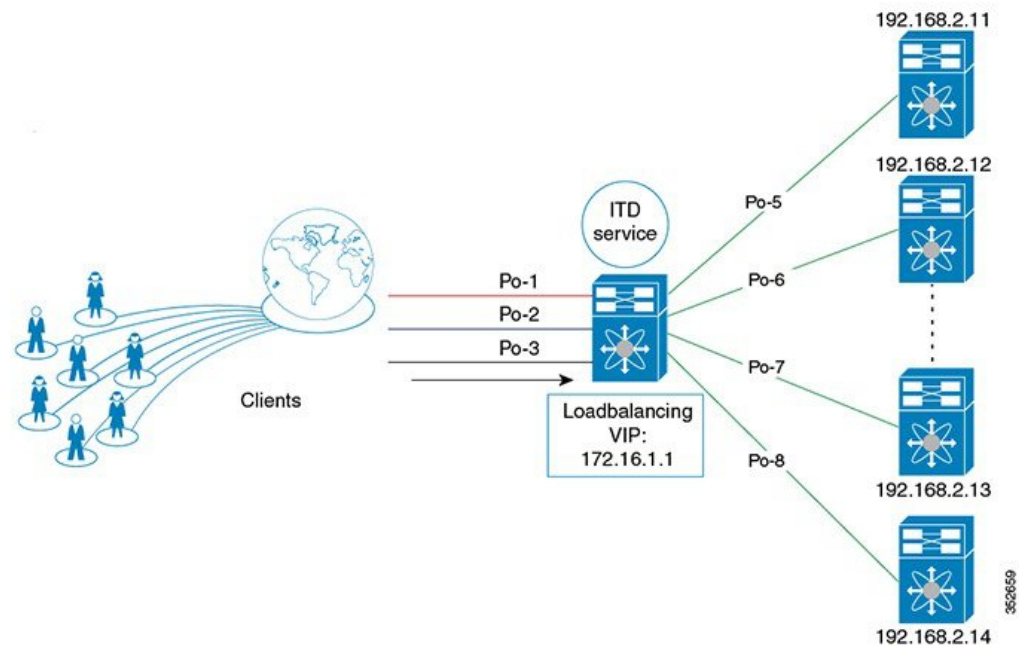 192.168.2.11
192.168.2.12
Po-5
ITD
service
Po-6
Po-1
Po-2
Po-3
Po-7
Clients
Loadbalancing
VIP:
172.16.1.1
Po-8
192.168.2.13
192.168.2.14
352659